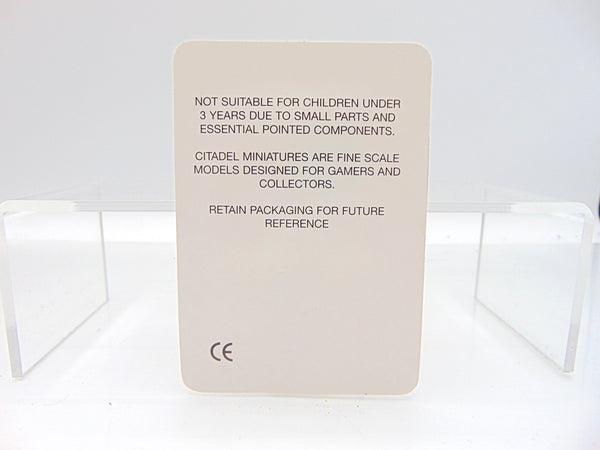 NOT SUITABLE FOR CHILDREN UNDER
3 YEARS DUE TO SMALL PARTS AND
ESSENTIAL POINTED COMPONENTS.
CITADEL MINIATURES ARE FINE SCALE
MODELS DESIGNED FOR GAMERS AND
COLLECTORS.
RETAIN PACKAGING FOR FUTURE
REFERENCE
CE